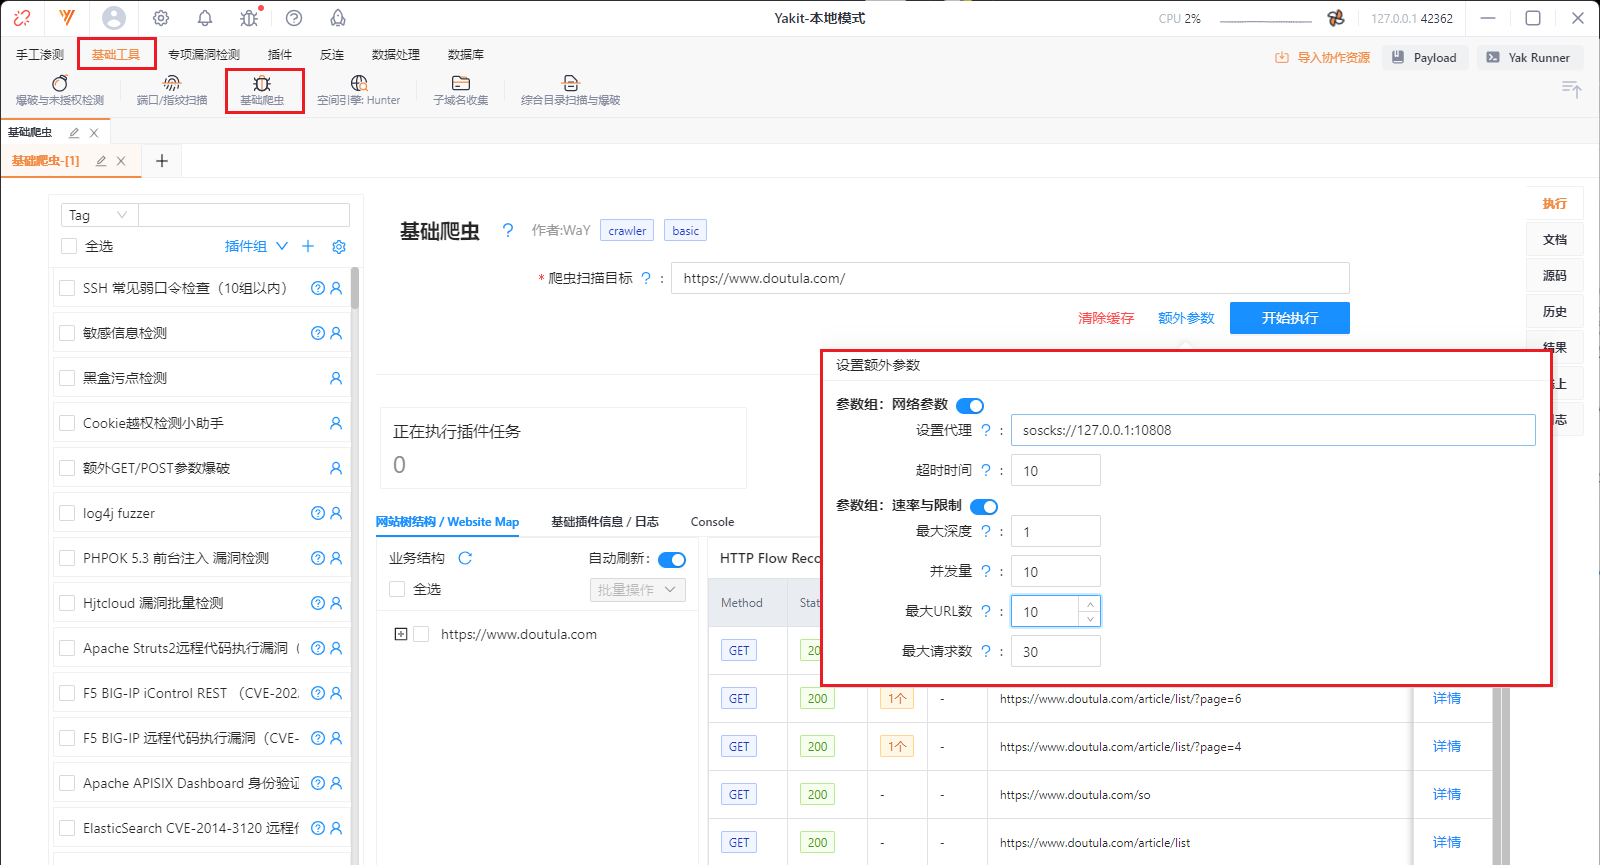 Yakit-本地模式
CPU 2%
127.0.0.1 42362
手工渗测
基础工具
专项漏洞检测
插件
反连
数据处理
数据库
导入协作资源
Payload
Yak Runner
爆破与未授权检测
端口/指纹扫描
基础爬虫
空间引擎: Hunter
子域名收集
综合目录扫描与爆破
基础爬虫
基础爬虫-[1]
Tag
全选
插件组
SSH 常见弱口令检查（10组以内）
敏感信息检测
黑盒污点检测
Cookie越权检测小助手
额外GET/POST参数爆破
log4j fuzzer
PHPOK 5.3 前台注入 漏洞检测
Hjtcloud 漏洞批量检测
Apache Struts2远程代码执行漏洞（
F5 BIG-IP iControl REST （CVE-202
F5 BIG-IP 远程代码执行漏洞（CVE-
Apache APISIX Dashboard 身份验证
ElasticSearch CVE-2014-3120 远程
基础爬虫
作者:WaY
crawler
basic
* 爬虫扫描目标 ? :
https://www.doutula.com/
清除缓存
额外参数
开始执行
执行
文档
源码
历史
结果
上
志
设置额外参数
参数组：网络参数
设置代理 ? :
soscks://127.0.0.1:10808
超时时间 ? :
10
参数组：速率与限制
最大深度 ? :
1
并发量 ? :
10
最大URL数 ? :
10
最大请求数 ? :
30
正在执行插件任务
0
网站树结构 / Website Map
基础插件信息 / 日志
Console
业务结构
自动刷新：
全选
批量操作
https://www.doutula.com
HTTP Flow Reco
Method
Stat
GET
20
GET 200 1个 - https://www.doutula.com/article/list/?page=6 详情
GET 200 1个 - https://www.doutula.com/article/list/?page=4 详情
GET 200 - - https://www.doutula.com/so 详情
GET 200 - - https://www.doutula.com/article/list 详情